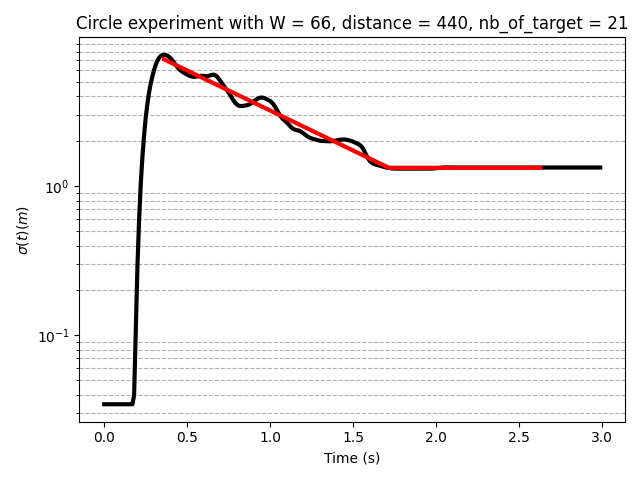 Circle experiment with W = 66, distance = 440, nb_of_target = 21
σ(t)(m)
10⁰
10⁻¹
0.0 0.5 1.0 1.5 2.0 2.5 3.0
Time (s)